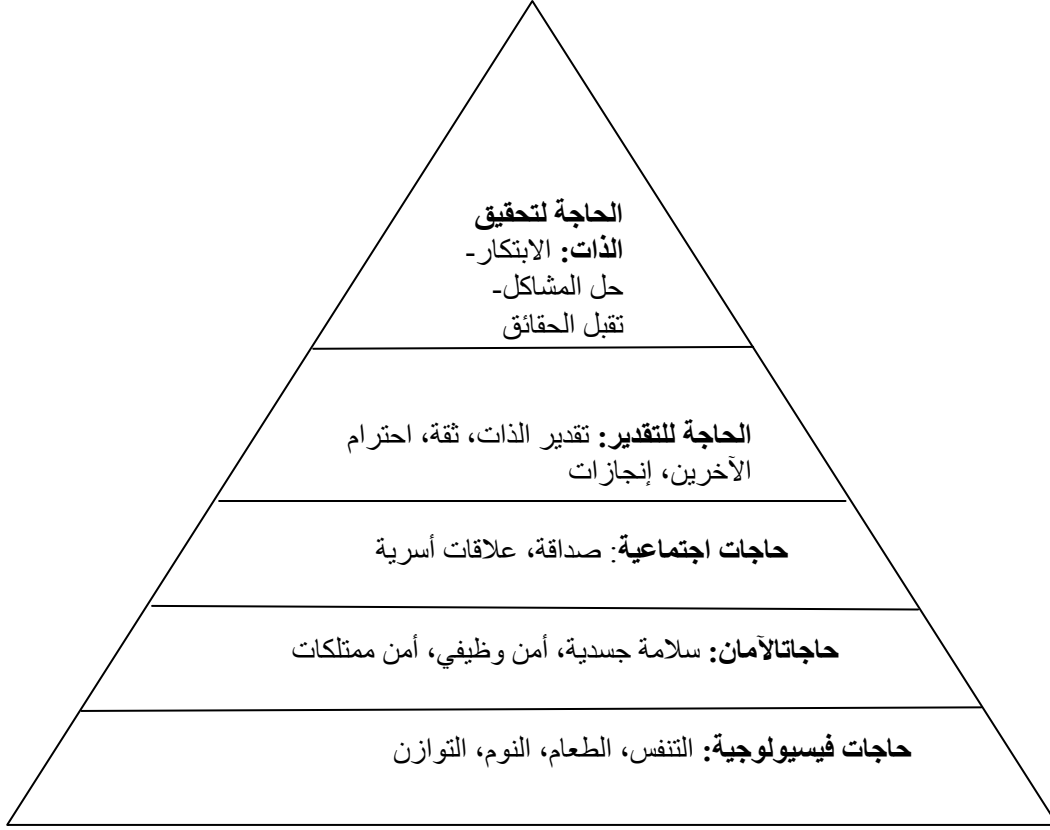 الحاجة لتحقيق
الذات: الابتكار-
حل المشاكل-
تقبل الحقائق
الحاجة للتقدير: تقدير الذات، ثقة، احترام
الآخرين، إنجازات
حاجات اجتماعية: صداقة، علاقات أسرية
حاجاتالآمان: سلامة جسدية، أمن وظيفي، أمن ممتلكات
حاجات فيسيولوجية: التنفس، الطعام، النوم، التوازن